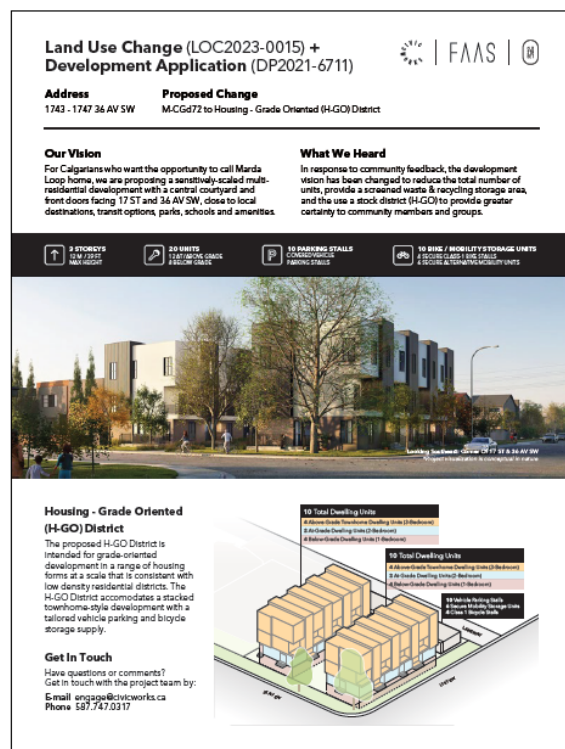 Land Use Change (LOC2023-0015) +
Development Application (DP2021-6711)
FAAS
Address
1743 - 1747 36 AV SW
Proposed Change
M-CGd72 to Housing - Grade Oriented (H-GO) District
Our Vision
For Calgarians who want the opportunity to call Marda
Loop home, we are proposing a sensitively-scaled multi-
residential development with a central courtyard and
front doors facing 17 ST and 36 AV SW, close to local
destinations, transit options, parks, schools and amenities.
What We Heard
In response to community feedback, the development
vision has been changed to reduce the total number of
units, provide a screened waste & recycling storage area,
and the use a stock district (H-GO) to provide greater
certainty to community members and groups.
3 STOREYS
12 M / 39 FT
MAX HEIGHT
20 UNITS
12 AT/ABOVE GRADE
8 BELOW GRADE
10 PARKING STALLS
COVERED VEHICLE
PARKING STALLS
10 BIKE / MOBILITY STORAGE UNITS
SECURE CLASS-1 BIKE STALLS
SECURE ALTERNATIVE MOBILITY UNITS
Looking Southeast: Corner Of 17 ST & 36 AV SW
*Project visualization is conceptual in nature
Housing - Grade Oriented
(H-GO) District
The proposed H-GO District is
intended for grade-oriented
development in a range of housing
forms at a scale that is consistent with
low density residential districts. The
H-GO District accomodates a stacked
townhome-style development with a
tailored vehicle parking and bicycle
storage supply.
Get In Touch
Have questions or comments?
Get in touch with the project team by:
E-mail engage@civicworks.ca
Phone 587.747.0317
10 Total Dwelling Units
4 Above-Grade Townhome Dwelling Units (3-Bedroom)
2 At-Grade Dwelling Units (2-Bedroom)
4 Below-Grade Dwelling Units (1-Bedroom)
10 Total Dwelling Units
4 Above-Grade Townhome Dwelling Units (3-Bedroom)
2 At-Grade Dwelling Units (2-Bedroom)
4 Below-Grade Dwelling Units (1-Bedroom)
10 Vehicle Parking Stalls
Secure Mobility Storage Units
Class 1 Bicycle Stalls